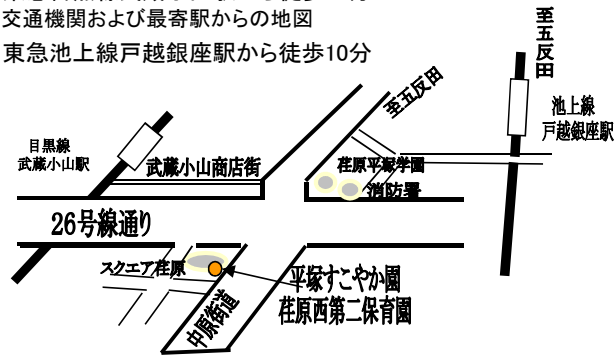 交通機関および最寄駅からの地図
東急池上線戸越銀座駅から徒歩10分
至五反田
至五反田
池上線
戸越銀座駅
目黒線
武蔵小山駅
武蔵小山商店街
荏原平塚学園
消防署
26号線通り
スクエア荏原
平塚すこやか園
荏原西第二保育園
中原街道